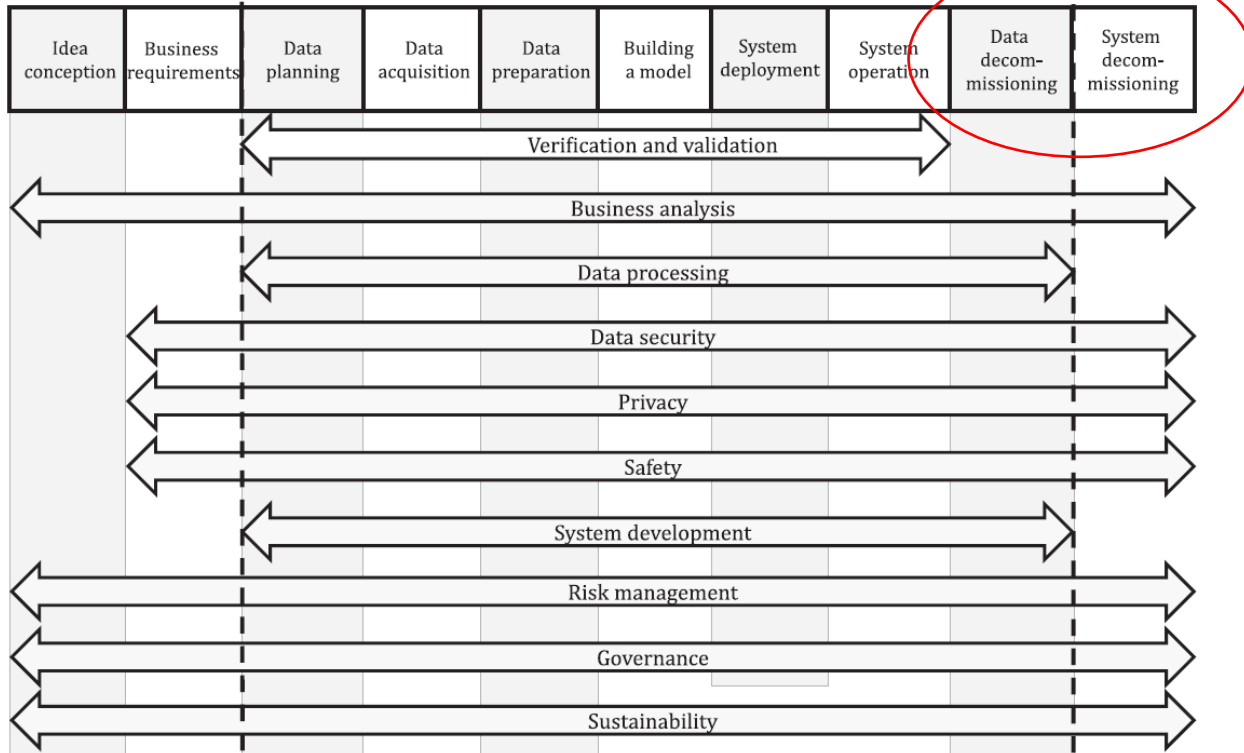 Idea
conception
Business
requirements
Data
planning
Data
acquisition
Data
preparation
Building
a model
System
deployment
System
operation
Data
decom-
missioning
System
decom-
missioning
Verification and validation
Business analysis
Data processing
Data security
Privacy
Safety
System development
Risk management
Governance
Sustainability